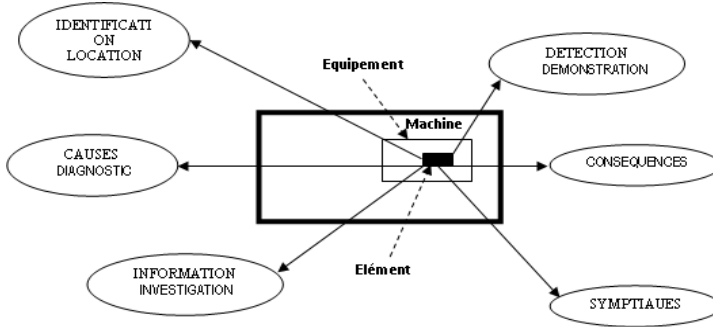 IDENTIFICATI
ON
LOCATION
DETECTION
DEMONSTRATION
Equipement
Machine
CAUSES
DIAGNOSTIC
CONSEQUENCES
Elément
INFORMATION
INVESTIGATION
SYMPTIAUES